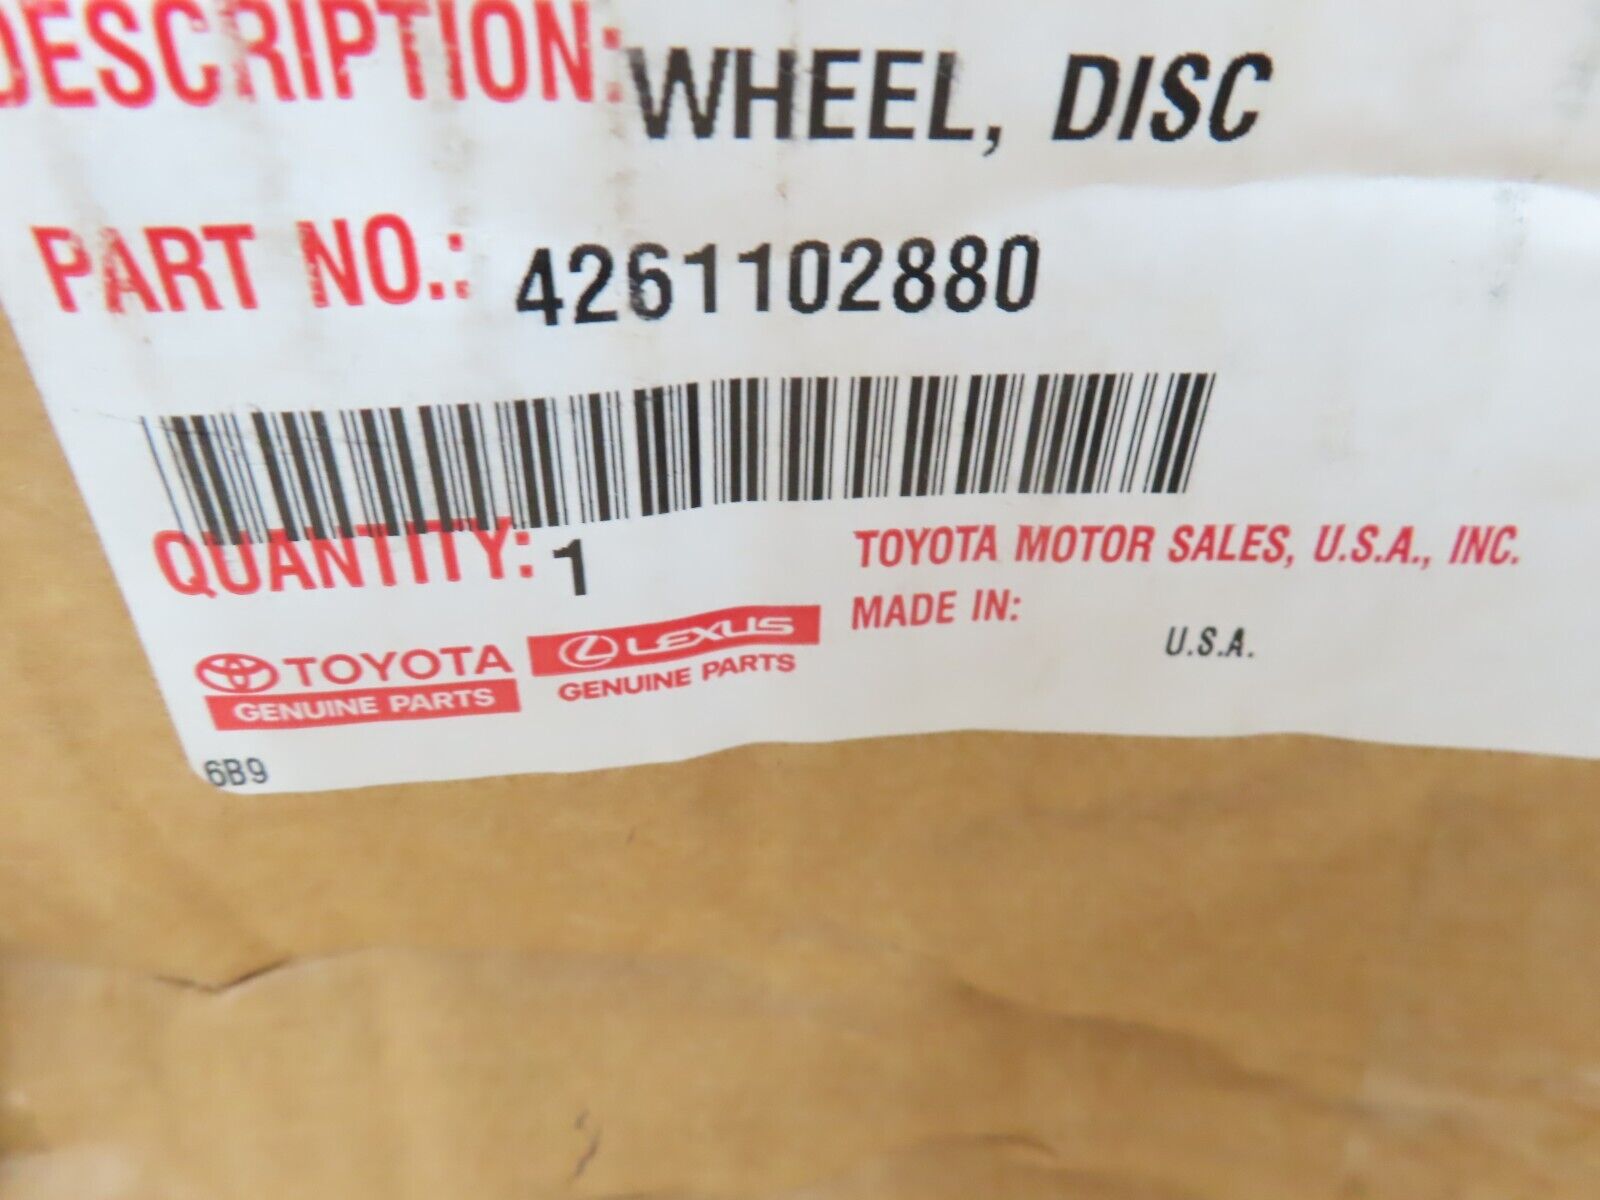 DESCRIPTION: WHEEL, DISC
PART NO.: 4261102880
QUANTITY: 1
TOYOTA MOTOR SALES, U.S.A., INC.
MADE IN:
U.S.A.
TOYOTA
GENUINE PARTS
LEXUS
GENUINE PARTS
6B9